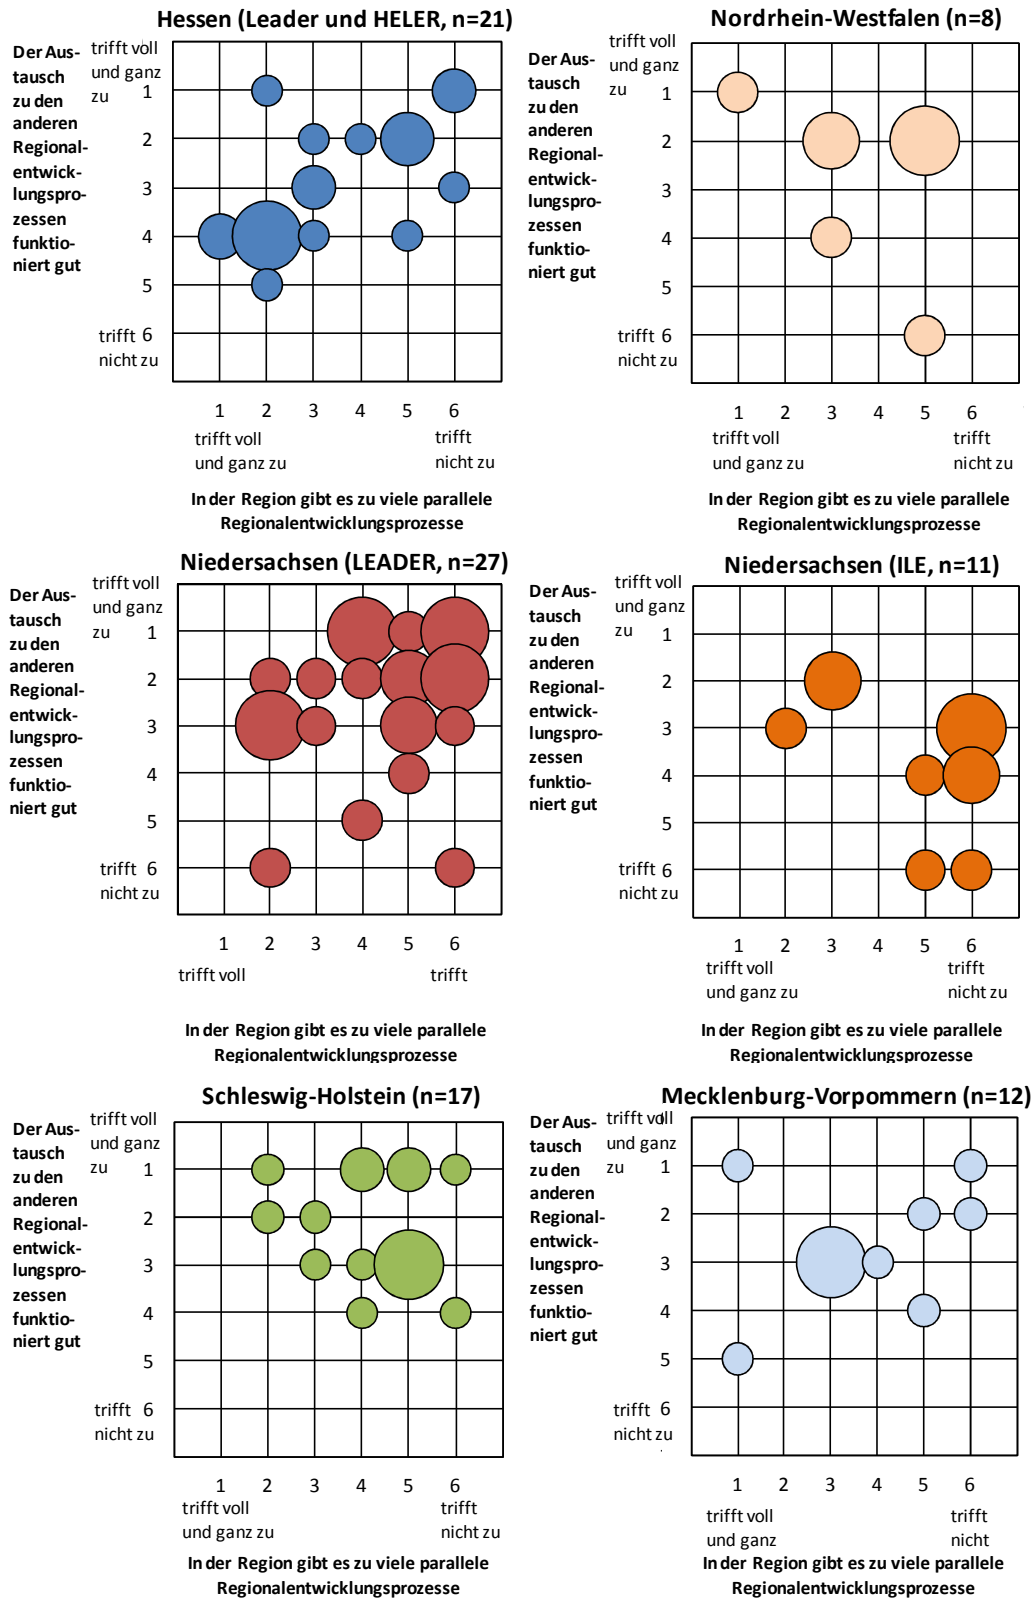 Hessen (Leader und HELER, n=21)
Der Aus-
tausch
zu den
anderen
Regional-
entwick-
lungspro-
zessen
funktio-
niert gut
trifft voll
und ganz
zu
1
2
3
4
5
trifft 6
nicht zu
1 2 3 4 5 6
trifft voll
und ganz zu
trifft
nicht zu
In der Region gibt es zu viele parallele
Regionalentwicklungsprozesse
Nordrhein-Westfalen (n=8)
Der Aus-
tausch
zu den
anderen
Regional-
entwick-
lungspro-
zessen
funktio-
niert gut
trifft voll
und ganz
zu
1
2
3
4
5
trifft 6
nicht zu
1 2 3 4 5 6
trifft voll
und ganz zu
trifft
nicht zu
In der Region gibt es zu viele parallele
Regionalentwicklungsprozesse
Niedersachsen (LEADER, n=27)
Der Aus-
tausch
zu den
anderen
Regional-
entwick-
lungspro-
zessen
funktio-
niert gut
trifft voll
und ganz
zu
1
2
3
4
5
trifft 6
nicht zu
1 2 3 4 5 6
trifft voll
trifft
In der Region gibt es zu viele parallele
Regionalentwicklungsprozesse
Niedersachsen (ILE, n=11)
Der Aus-
tausch
zu den
anderen
Regional-
entwick-
lungspro-
zessen
funktio-
niert gut
trifft voll
und ganz
zu
1
2
3
4
5
trifft 6
nicht zu
1 2 3 4 5 6
trifft voll
und ganz zu
trifft
nicht zu
In der Region gibt es zu viele parallele
Regionalentwicklungsprozesse
Schleswig-Holstein (n=17)
Der Aus-
tausch
zu den
anderen
Regional-
entwick-
lungspro-
zessen
funktio-
niert gut
trifft voll
und ganz
zu
1
2
3
4
5
trifft 6
nicht zu
1 2 3 4 5 6
trifft voll
und ganz zu
trifft
nicht zu
In der Region gibt es zu viele parallele
Regionalentwicklungsprozesse
Mecklenburg-Vorpommern (n=12)
Der Aus-
tausch
zu den
anderen
Regional-
entwick-
lungspro-
zessen
funktio-
niert gut
trifft voll
und ganz
zu
1
2
3
4
5
trifft 6
nicht zu
1 2 3 4 5 6
trifft voll
und ganz
trifft
nicht
In der Region gibt es zu viele parallele
Regionalentwicklungsprozesse